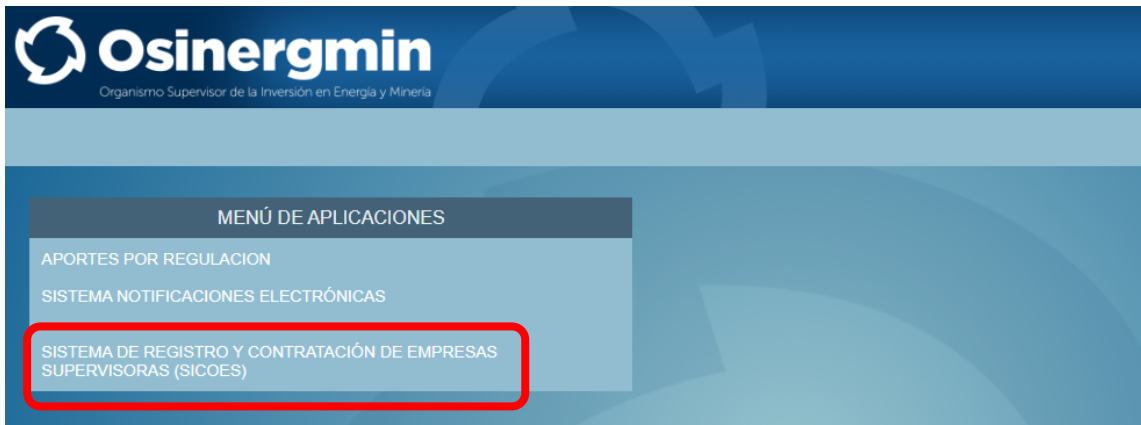 Osinergmin
Organismo Supervisor de la Inversión en Energía y Minería
MENÚ DE APLICACIONES
APORTES POR REGULACION
SISTEMA NOTIFICACIONES ELECTRÓNICAS
SISTEMA DE REGISTRO Y CONTRATACIÓN DE EMPRESAS
SUPERVISORAS (SICOES)